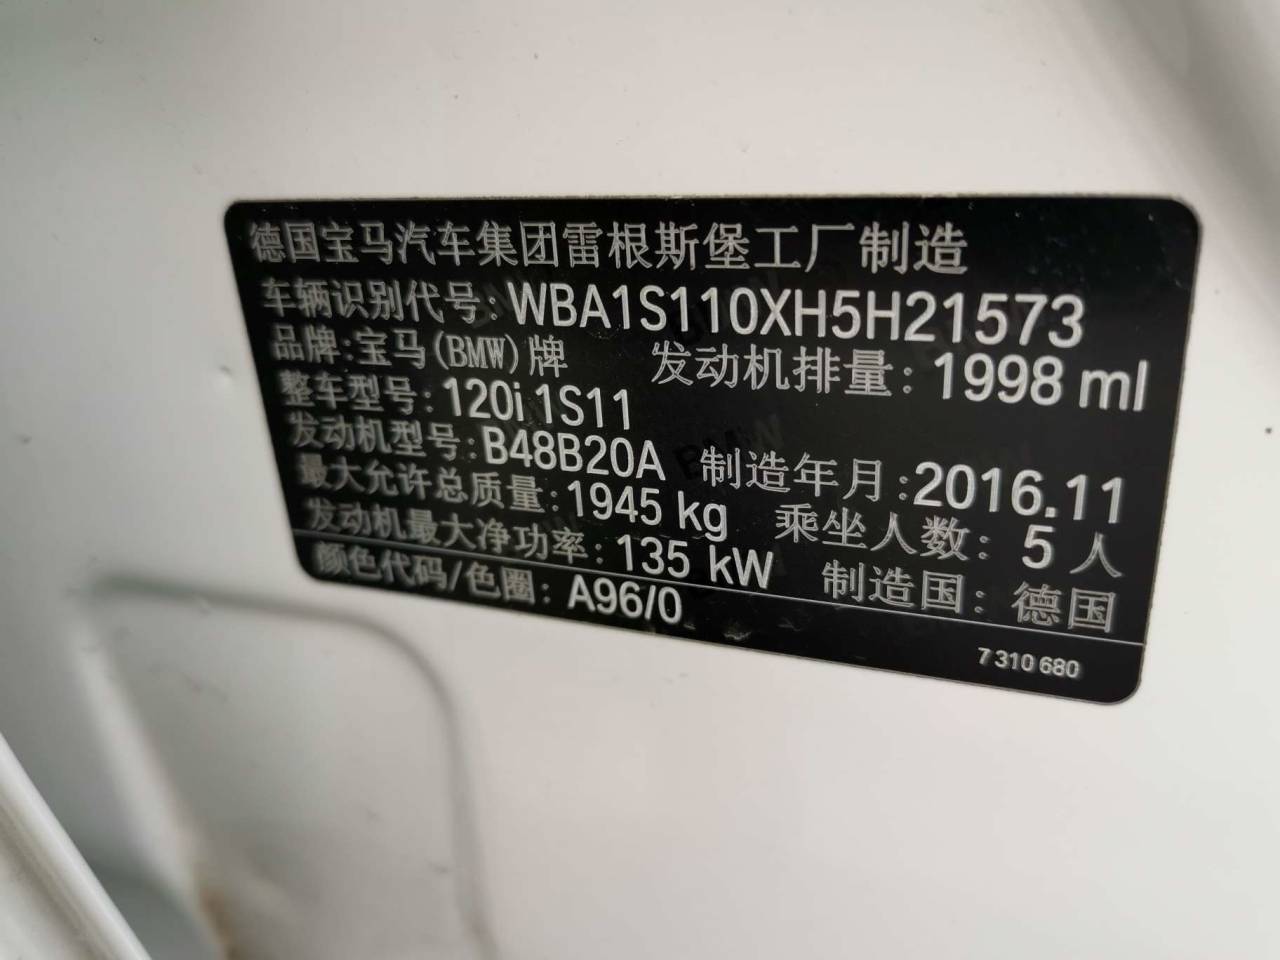 德国宝马汽车集团雷根斯堡工厂制造
车辆识别代号: WBA1S110XH5H21573
品牌: 宝马(BMW)牌 发动机排量: 1998 ml
整车型号: 120i 1S11
发动机型号: B48B20A 制造年月: 2016.11
最大允许总质量: 1945 kg 乘坐人数: 5 人
发动机最大净功率: 135 kW 制造国: 德国
颜色代码/色圈: A96/0
7 310 680